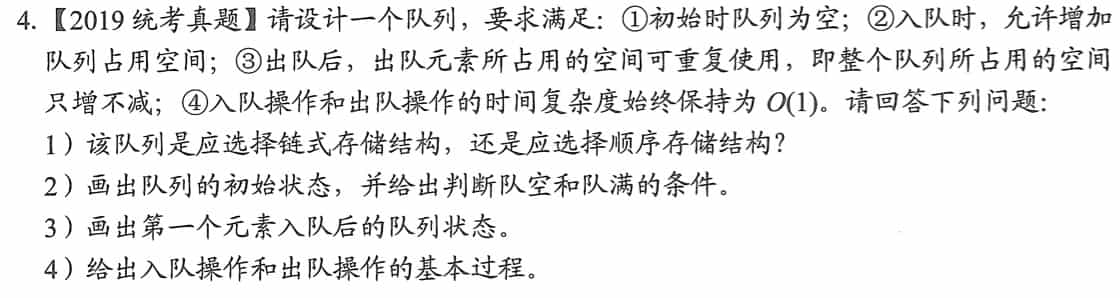 4.【2019 统考真题】请设计一个队列，要求满足：①初始时队列为空；②入队时，允许增加
队列占用空间；③出队后，出队元素所占用的空间可重复使用，即整个队列所占用的空间
只增不减；④入队操作和出队操作的时间复杂度始终保持为 O(1)。请回答下列问题：
1）该队列是应选择链式存储结构，还是应选择顺序存储结构？
2）画出队列的初始状态，并给出判断队空和队满的条件。
3）画出第一个元素入队后的队列状态。
4）给出入队操作和出队操作的基本过程。